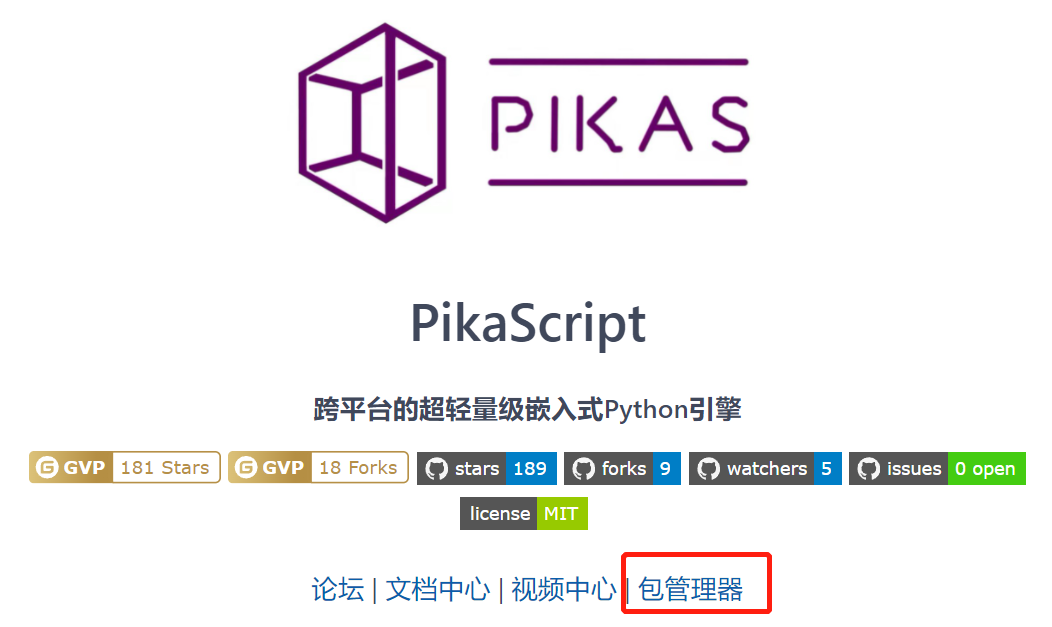 PIKAS
PikaScript
跨平台的超轻量级嵌入式Python引擎
G GVP 181 Stars G GVP 18 Forks stars 189 forks 9 watchers 5 issues 0 open
license MIT
论坛 | 文档中心 | 视频中心 | 包管理器